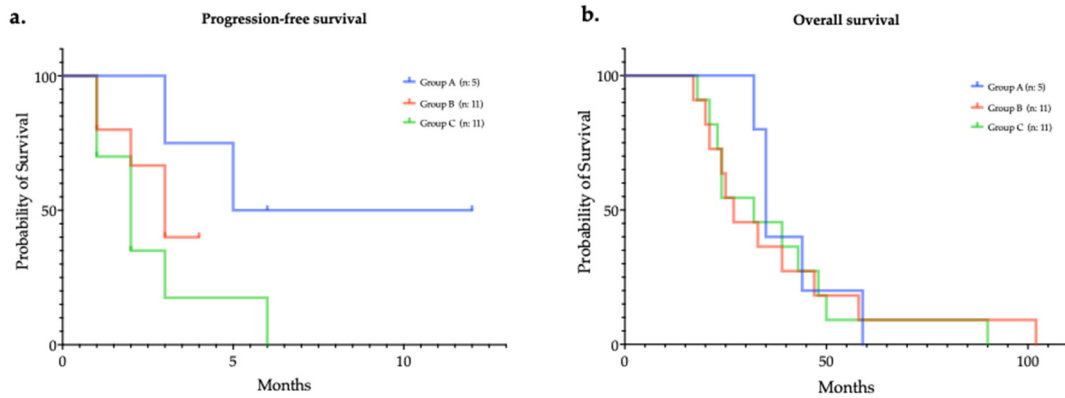 a.
Progression-free survival
Probability of Survival
100
50
0
0
5
10
Months
Group A (n: 5)
Group B (n: 11)
Group C (n: 11)
b.
Overall survival
Probability of Survival
100
50
0
0
50
100
Months
Group A (n: 5)
Group B (n: 11)
Group C (n: 11)